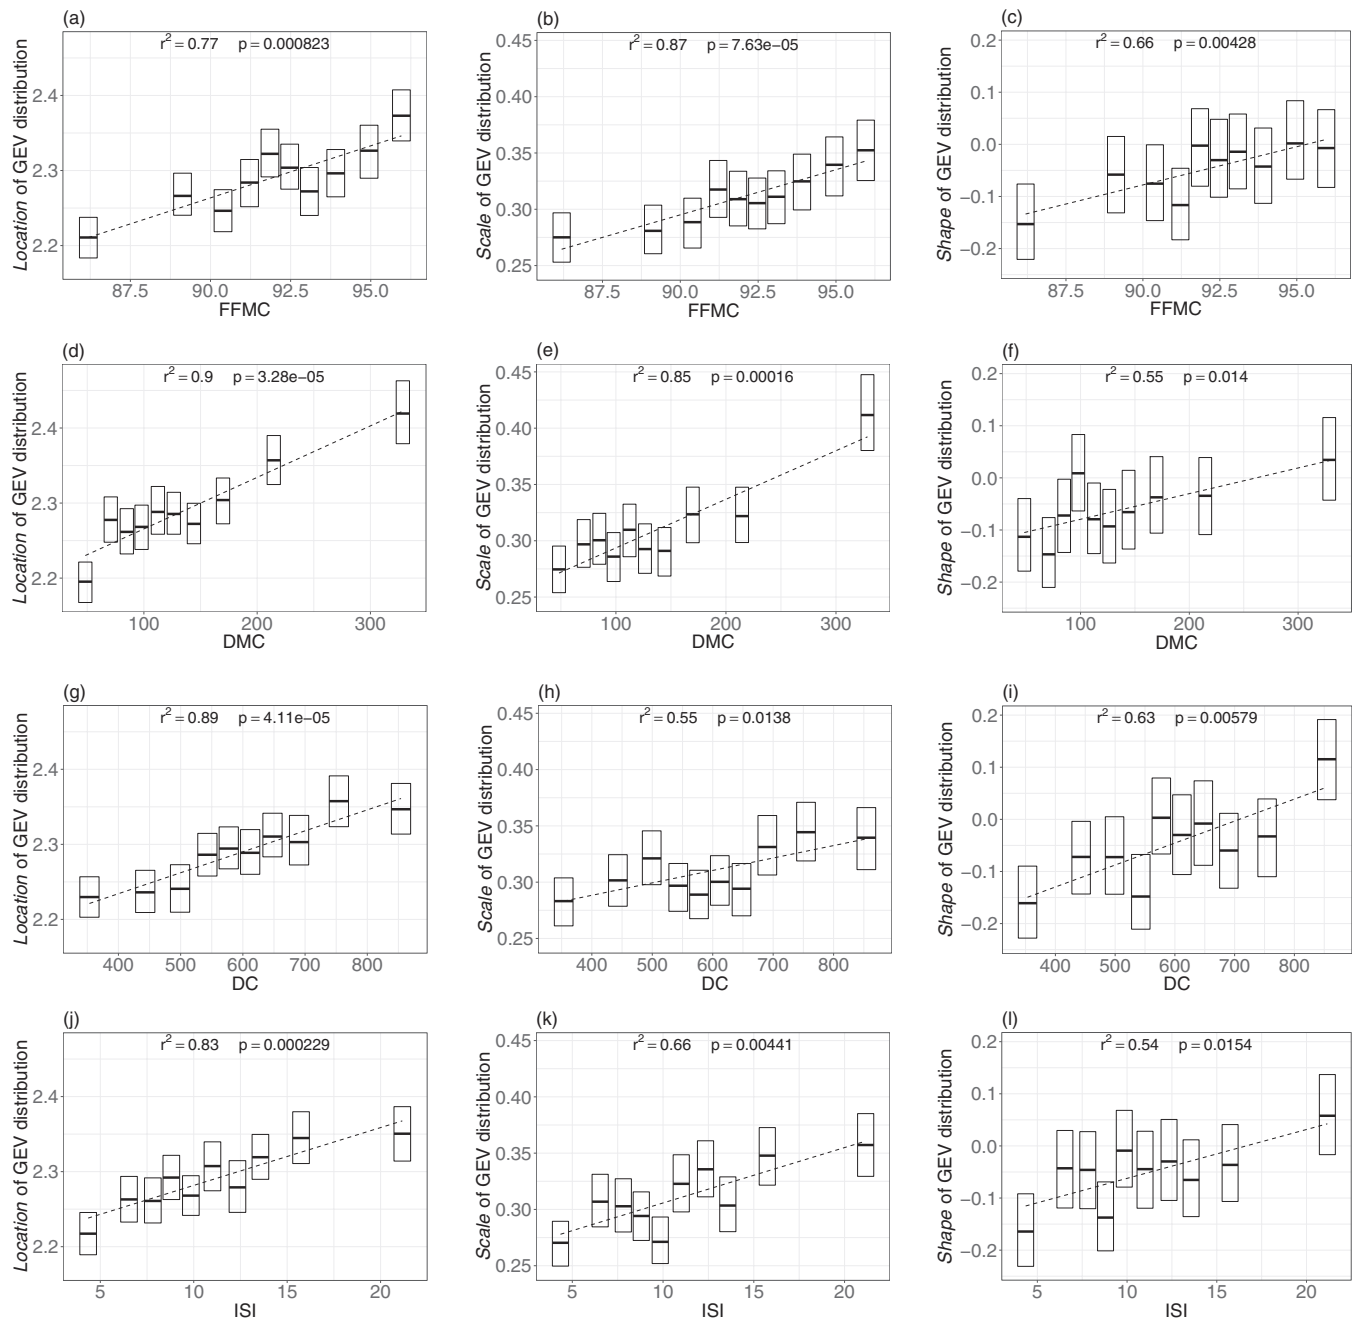 (a)
r² = 0.77 p = 0.000823
Location of GEV distribution
2.4
2.3
2.2
87.5 90.0 92.5 95.0
FFMC
(b)
r² = 0.87 p = 7.63e−05
Scale of GEV distribution
0.45
0.40
0.35
0.30
0.25
87.5 90.0 92.5 95.0
FFMC
(c)
r² = 0.66 p = 0.00428
Shape of GEV distribution
0.2
0.1
0.0
−0.1
−0.2
87.5 90.0 92.5 95.0
FFMC
(d)
r² = 0.9 p = 3.28e−05
Location of GEV distribution
2.4
2.3
2.2
100 200 300
DMC
(e)
r² = 0.85 p = 0.00016
Scale of GEV distribution
0.45
0.40
0.35
0.30
0.25
100 200 300
DMC
(f)
r² = 0.55 p = 0.014
Shape of GEV distribution
0.2
0.1
0.0
−0.1
−0.2
100 200 300
DMC
(g)
r² = 0.89 p = 4.11e−05
Location of GEV distribution
2.4
2.3
2.2
400 500 600 700 800
DC
(h)
r² = 0.55 p = 0.0138
Scale of GEV distribution
0.45
0.40
0.35
0.30
0.25
400 500 600 700 800
DC
(i)
r² = 0.63 p = 0.00579
Shape of GEV distribution
0.2
0.1
0.0
−0.1
−0.2
400 500 600 700 800
DC
(j)
r² = 0.83 p = 0.000229
Location of GEV distribution
2.4
2.3
2.2
5 10 15 20
ISI
(k)
r² = 0.66 p = 0.00441
Scale of GEV distribution
0.45
0.40
0.35
0.30
0.25
5 10 15 20
ISI
(l)
r² = 0.54 p = 0.0154
Shape of GEV distribution
0.2
0.1
0.0
−0.1
−0.2
5 10 15 20
ISI